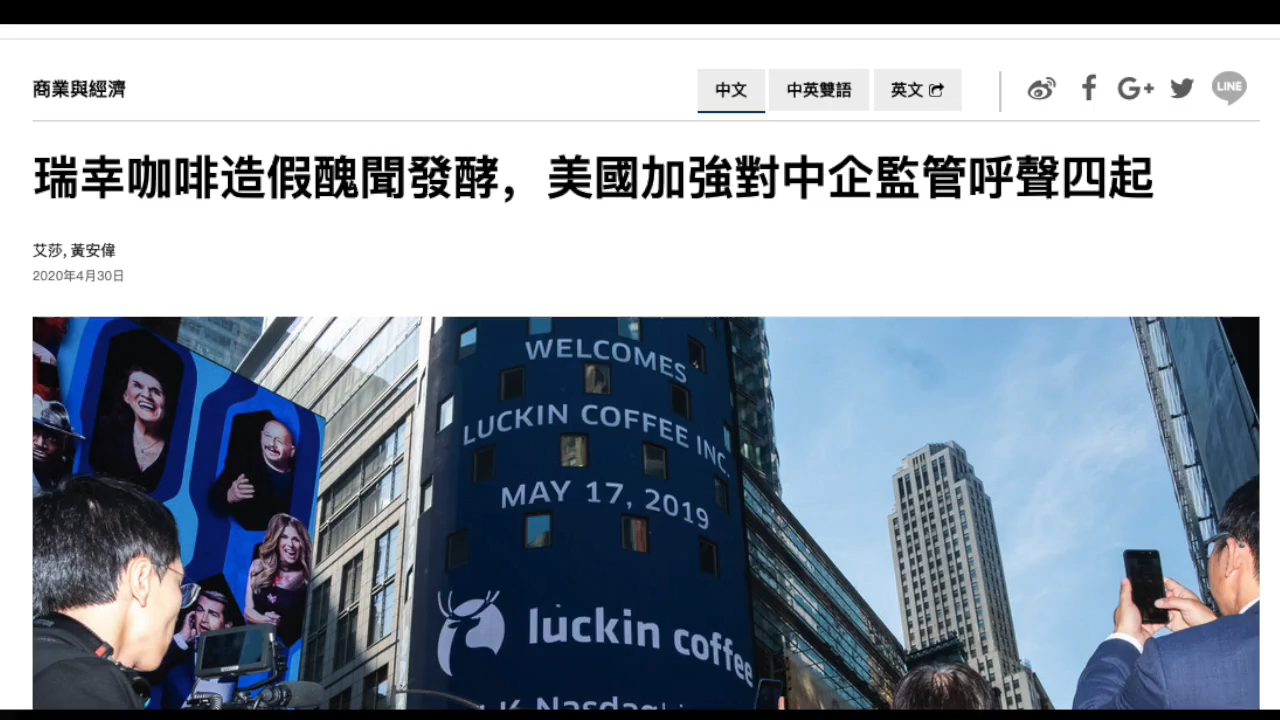 商業與經濟
中文
中英雙語
英文
G+
LINE
瑞幸咖啡造假醜聞發酵，美國加強對中企監管呼聲四起
艾莎, 黃安偉
2020年4月30日
WELCOMES
LUCKIN COFFEE INC.
MAY 17, 2019
luckin coffee
Nasdaq